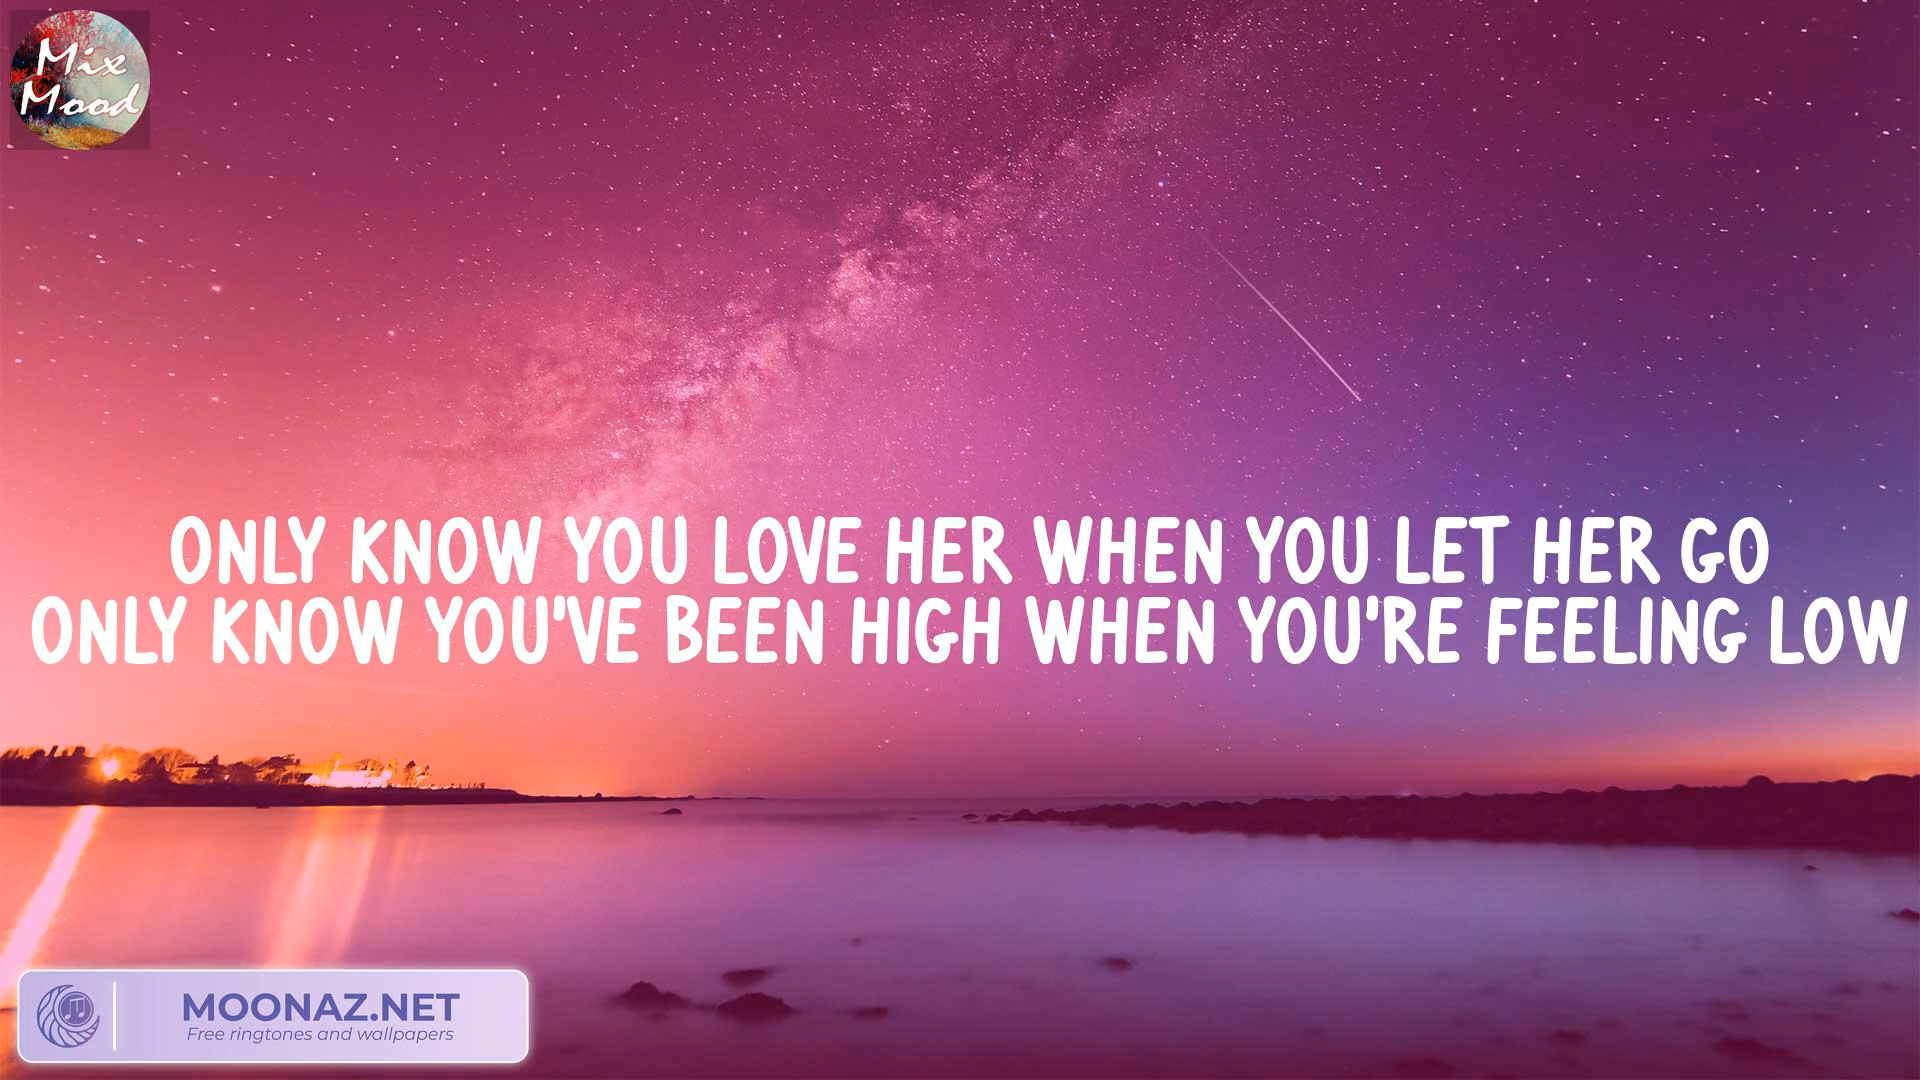 Mix
Mood
ONLY KNOW YOU LOVE HER WHEN YOU LET HER GO
ONLY KNOW YOU'VE BEEN HIGH WHEN YOU'RE FEELING LOW
MOONAZ.NET
Free ringtones and wallpapers